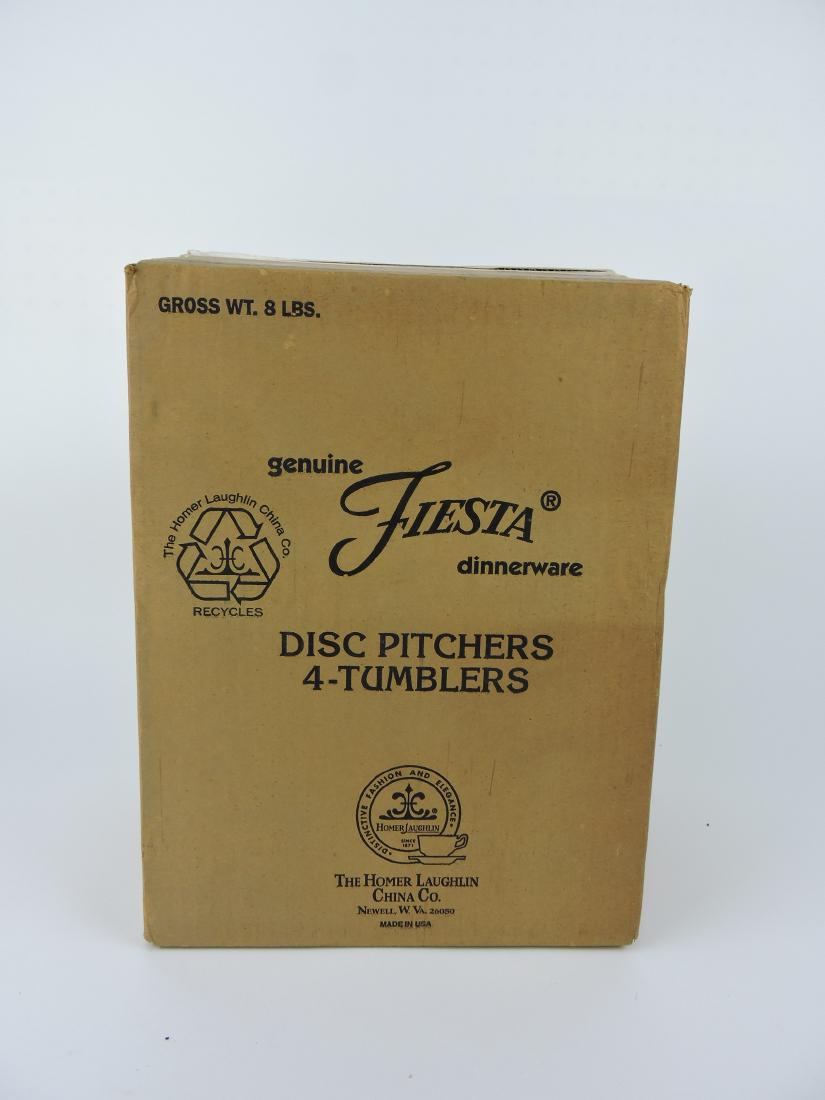 GROSS WT. 8 LBS.
genuine
FIESTA®
dinnerware
The Homer Laughlin China Co.
RECYCLES
DISC PITCHERS
4-TUMBLERS
•DISTINCTIVE FASHION AND ELEGANCE•
HOMER LAUGHLIN
SINCE
1871
THE HOMER LAUGHLIN
CHINA CO.
NEWELL, W. VA. 26050
MADE IN USA